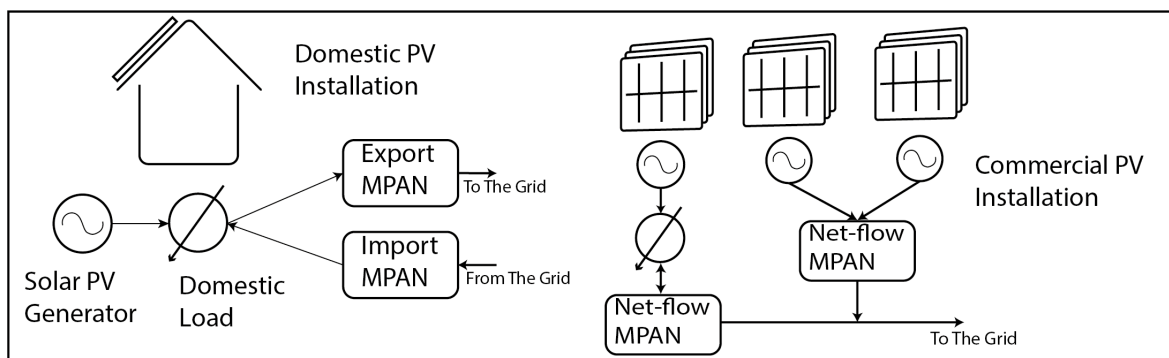 Domestic PV
Installation
Export
MPAN
To The Grid
Import
MPAN
From The Grid
Solar PV
Generator
Domestic
Load
Commercial PV
Installation
Net-flow
MPAN
Net-flow
MPAN
To The Grid